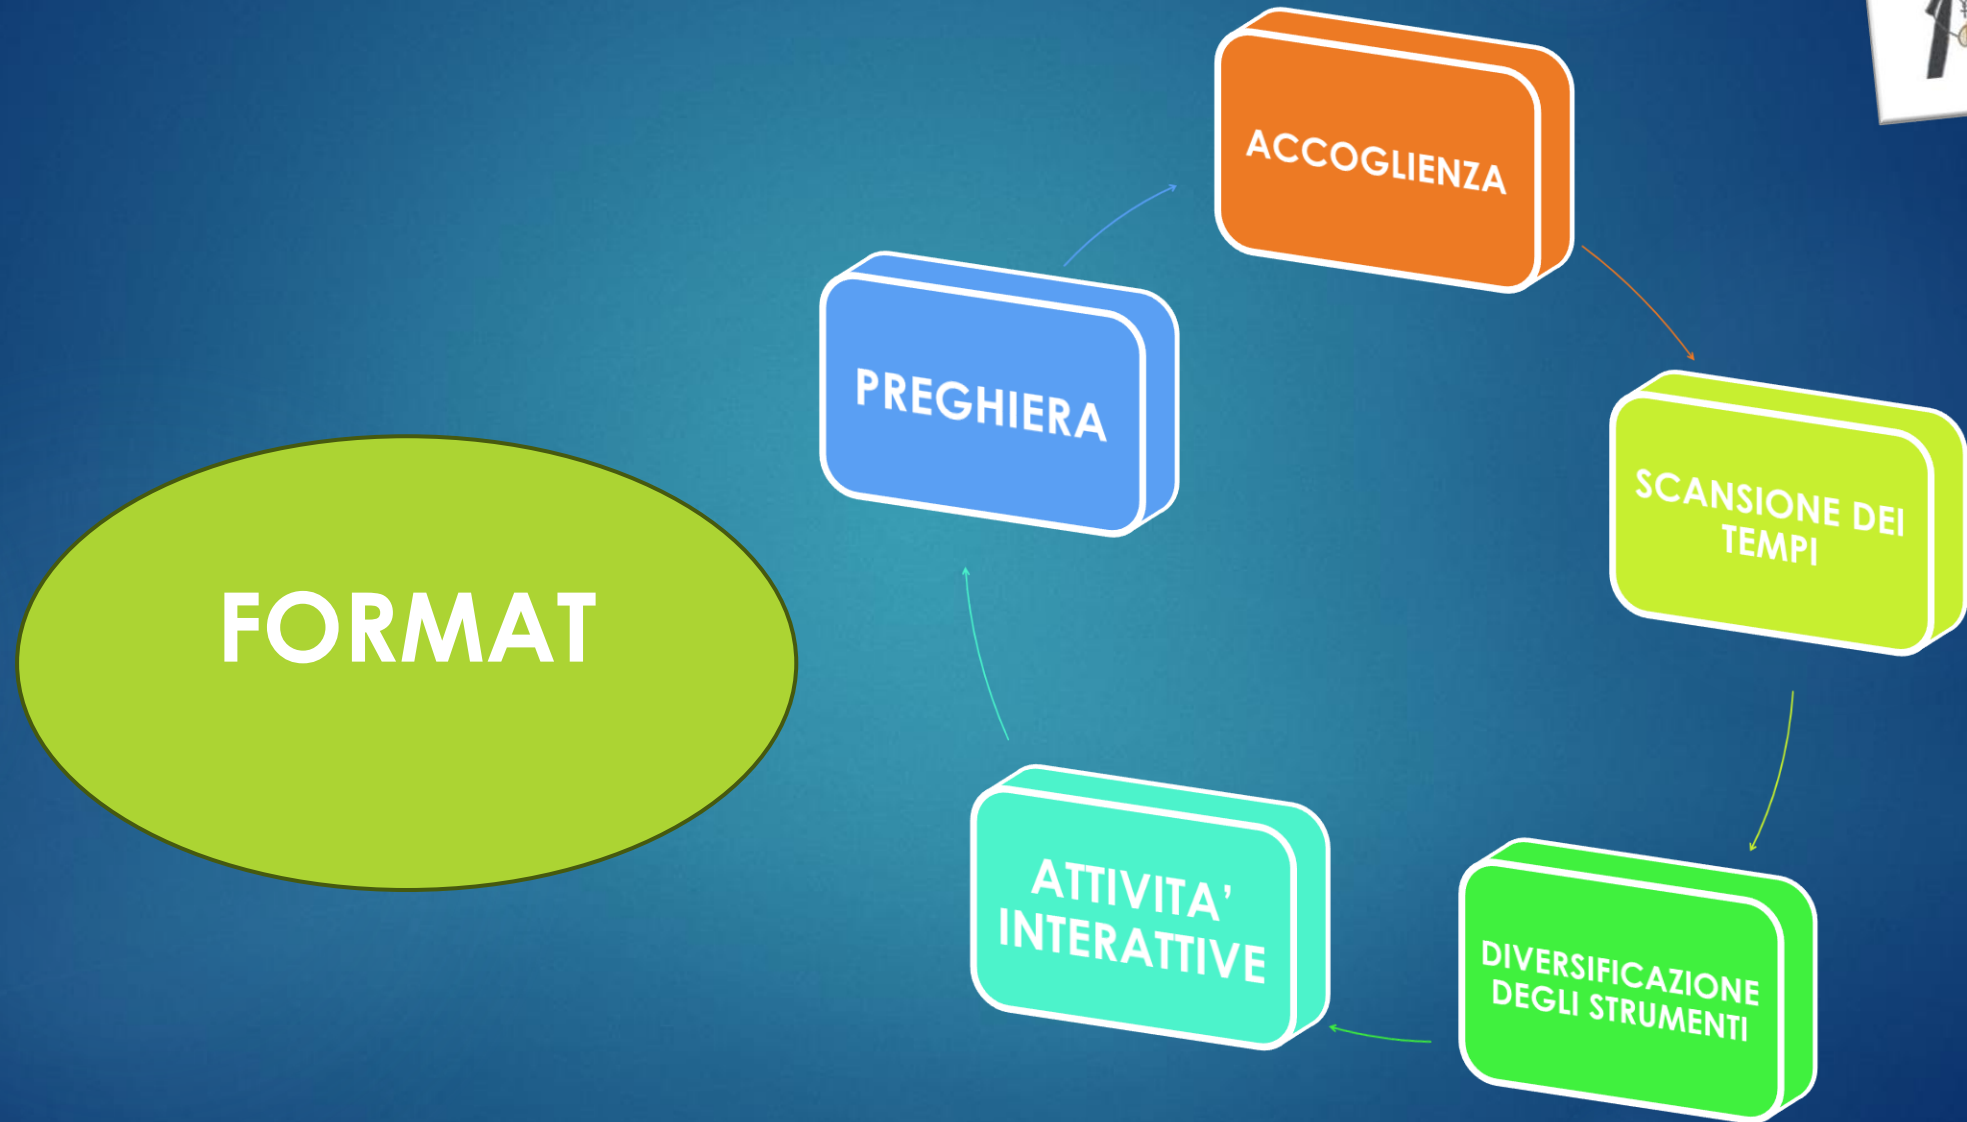 FORMAT
ACCOGLIENZA
SCANSIONE DEI
TEMPI
DIVERSIFICAZIONE
DEGLI STRUMENTI
ATTIVITA’
INTERATTIVE
PREGHIERA